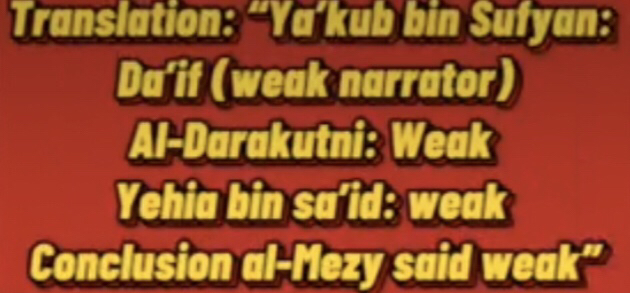 Translation: "Ya'kub bin Sufyan:
Da'if (weak narrator)
Al-Darakutni: Weak
Yehia bin sa'id: weak
Conclusion al-Mezy said weak"